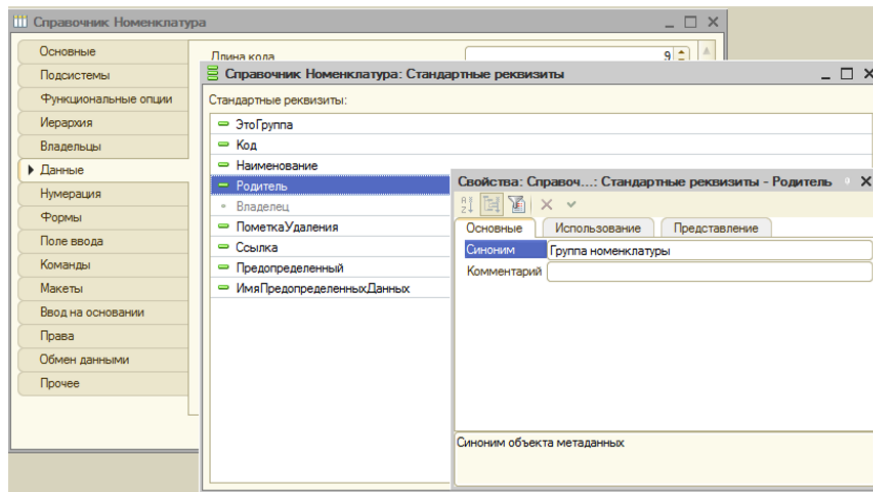 Справочник Номенклатура
Основные
Подсистемы
Функциональные опции
Иерархия
Владельцы
Данные
Нумерация
Формы
Поле ввода
Команды
Макеты
Ввод на основании
Права
Обмен данными
Прочее
Длина кода 9
Справочник Номенклатура: Стандартные реквизиты
Стандартные реквизиты:
ЭтоГруппа
Код
Наименование
Родитель
Владелец
ПометкаУдаления
Ссылка
Предопределенный
ИмяПредопределенныхДанных
Свойства: Справоч...: Стандартные реквизиты - Родитель
Основные Использование Представление
Синоним Группа номенклатуры
Комментарий
Синоним объекта метаданных